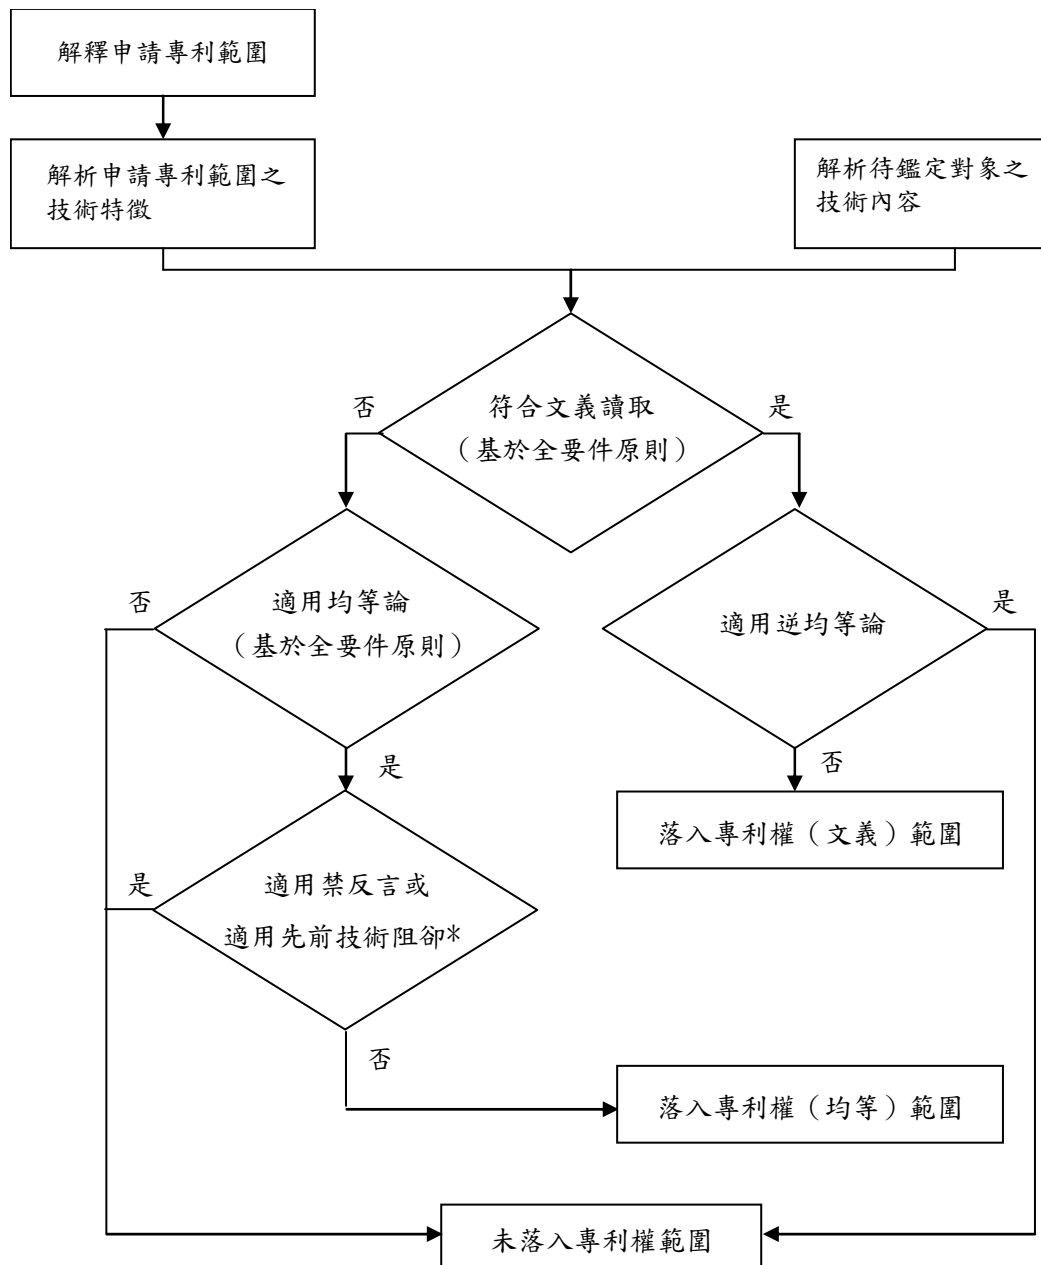 解釋申請專利範圍
解析申請專利範圍之
技術特徵
解析待鑑定對象之
技術內容
符合文義讀取
（基於全要件原則）
否
是
適用均等論
（基於全要件原則）
否
是
適用逆均等論
是
否
落入專利權（文義）範圍
適用禁反言或
適用先前技術阻卻*
是
否
落入專利權（均等）範圍
未落入專利權範圍